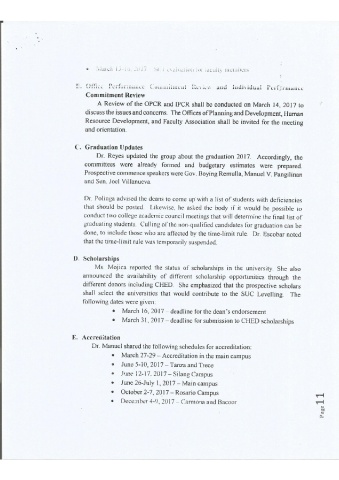 • March 13-14, 2017 – for faculty members
B. Office Performance Commitment Review and Individual Performance
Commitment Review
A Review of the OPCR and IPCR shall be conducted on March 14, 2017 to
discuss the issues and concerns. The Offices of Planning and Development, Human
Resource Development, and Faculty Association shall be invited for the meeting
and orientation.
C. Graduation Updates
Dr. Reyes updated the group about the graduation 2017. Accordingly, the
committees were already formed and budgetary estimates were prepared.
Prospective commence speakers were Gov. Boying Remulla, Manuel V. Pangilinan
and Sen. Joel Villanueva.
Dr. Polinga advised the deans to come up with a list of students with deficiencies
that should be posted. Likewise, he asked the body if it would be possible to
conduct two college academic council meetings that will determine the final list of
graduating students. Culling of the non qualified candidates for graduation can be
done, to include those who are affected by the time-limit rule. Dr. Escobar noted
that the time-limit rule was temporarily suspended.
D. Scholarships
Ms. Mojica reported the status of scholarships in the university. She also
announced the availability of different scholarship opportunities through the
different donors including CHED. She emphasized that the prospective scholars
shall select the universities that would contribute to the SUC Levelling. The
following dates were given:
• March 16, 2017 – deadline for the dean's endorsement
• March 31, 2017 – deadline for submission to CHED scholarships
E. Accreditation
Dr. Manuel shared the following schedules for accreditation:
• March 27-29 – Accreditation in the main campus
• June 5-10, 2017 – Tanza and Trece
• June 12-17, 2017 – Silang Campus
• June 26-July 1, 2017 – Main campus
• October 2-7, 2017 – Rosario Campus
• December 4-9, 2017 – Carmona and Bacoor
Page 11